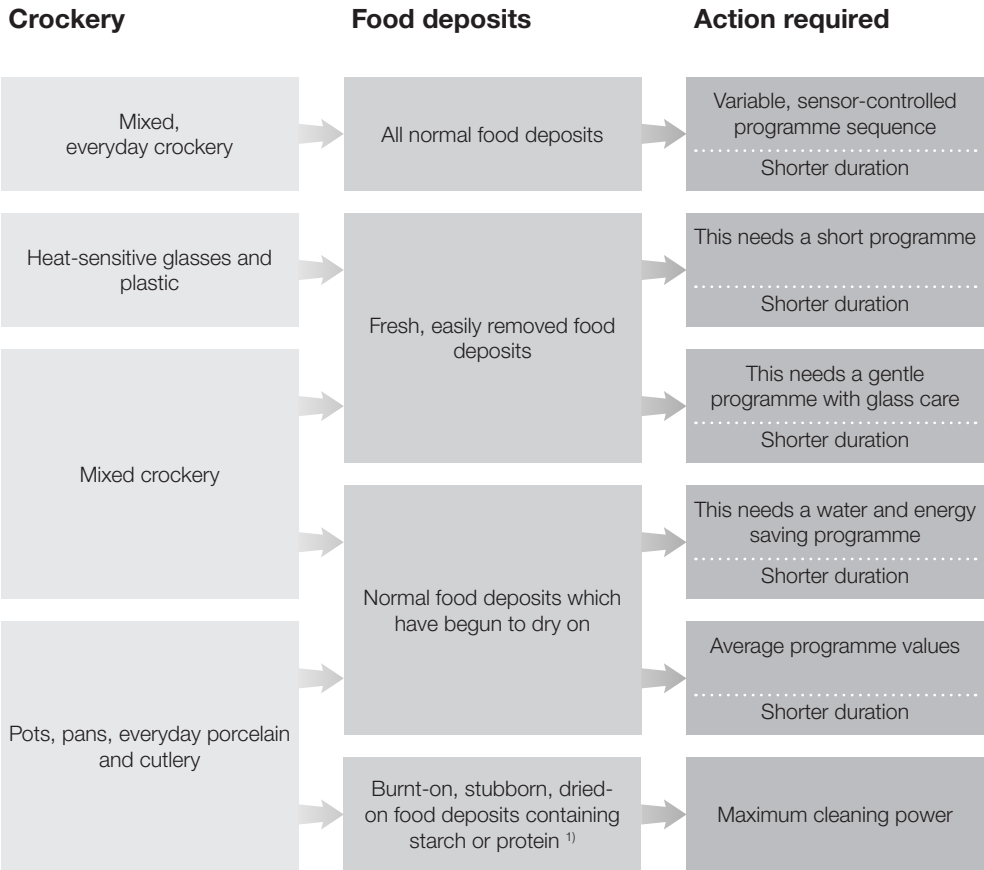 Crockery
Food deposits
Action required
Mixed,
everyday crockery
All normal food deposits
Variable, sensor-controlled
programme sequence
Shorter duration
Heat-sensitive glasses and
plastic
Fresh, easily removed food
deposits
This needs a short programme
Shorter duration
Mixed crockery
This needs a gentle
programme with glass care
Shorter duration
Normal food deposits which
have begun to dry on
This needs a water and energy
saving programme
Shorter duration
Pots, pans, everyday porcelain
and cutlery
Average programme values
Shorter duration
Burnt-on, stubborn, dried-
on food deposits containing
starch or protein 1)
Maximum cleaning power